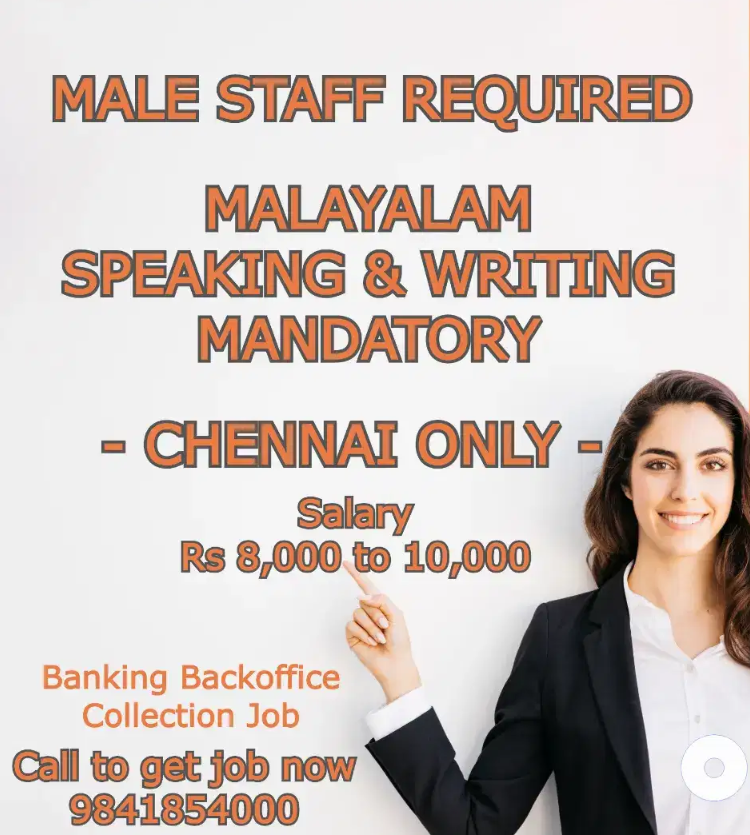 MALE STAFF REQUIRED
MALAYALAM
SPEAKING & WRITING
MANDATORY
- CHENNAI ONLY -
Salary
Rs 8,000 to 10,000
Banking Backoffice
Collection Job
Call to get job now
9841854000